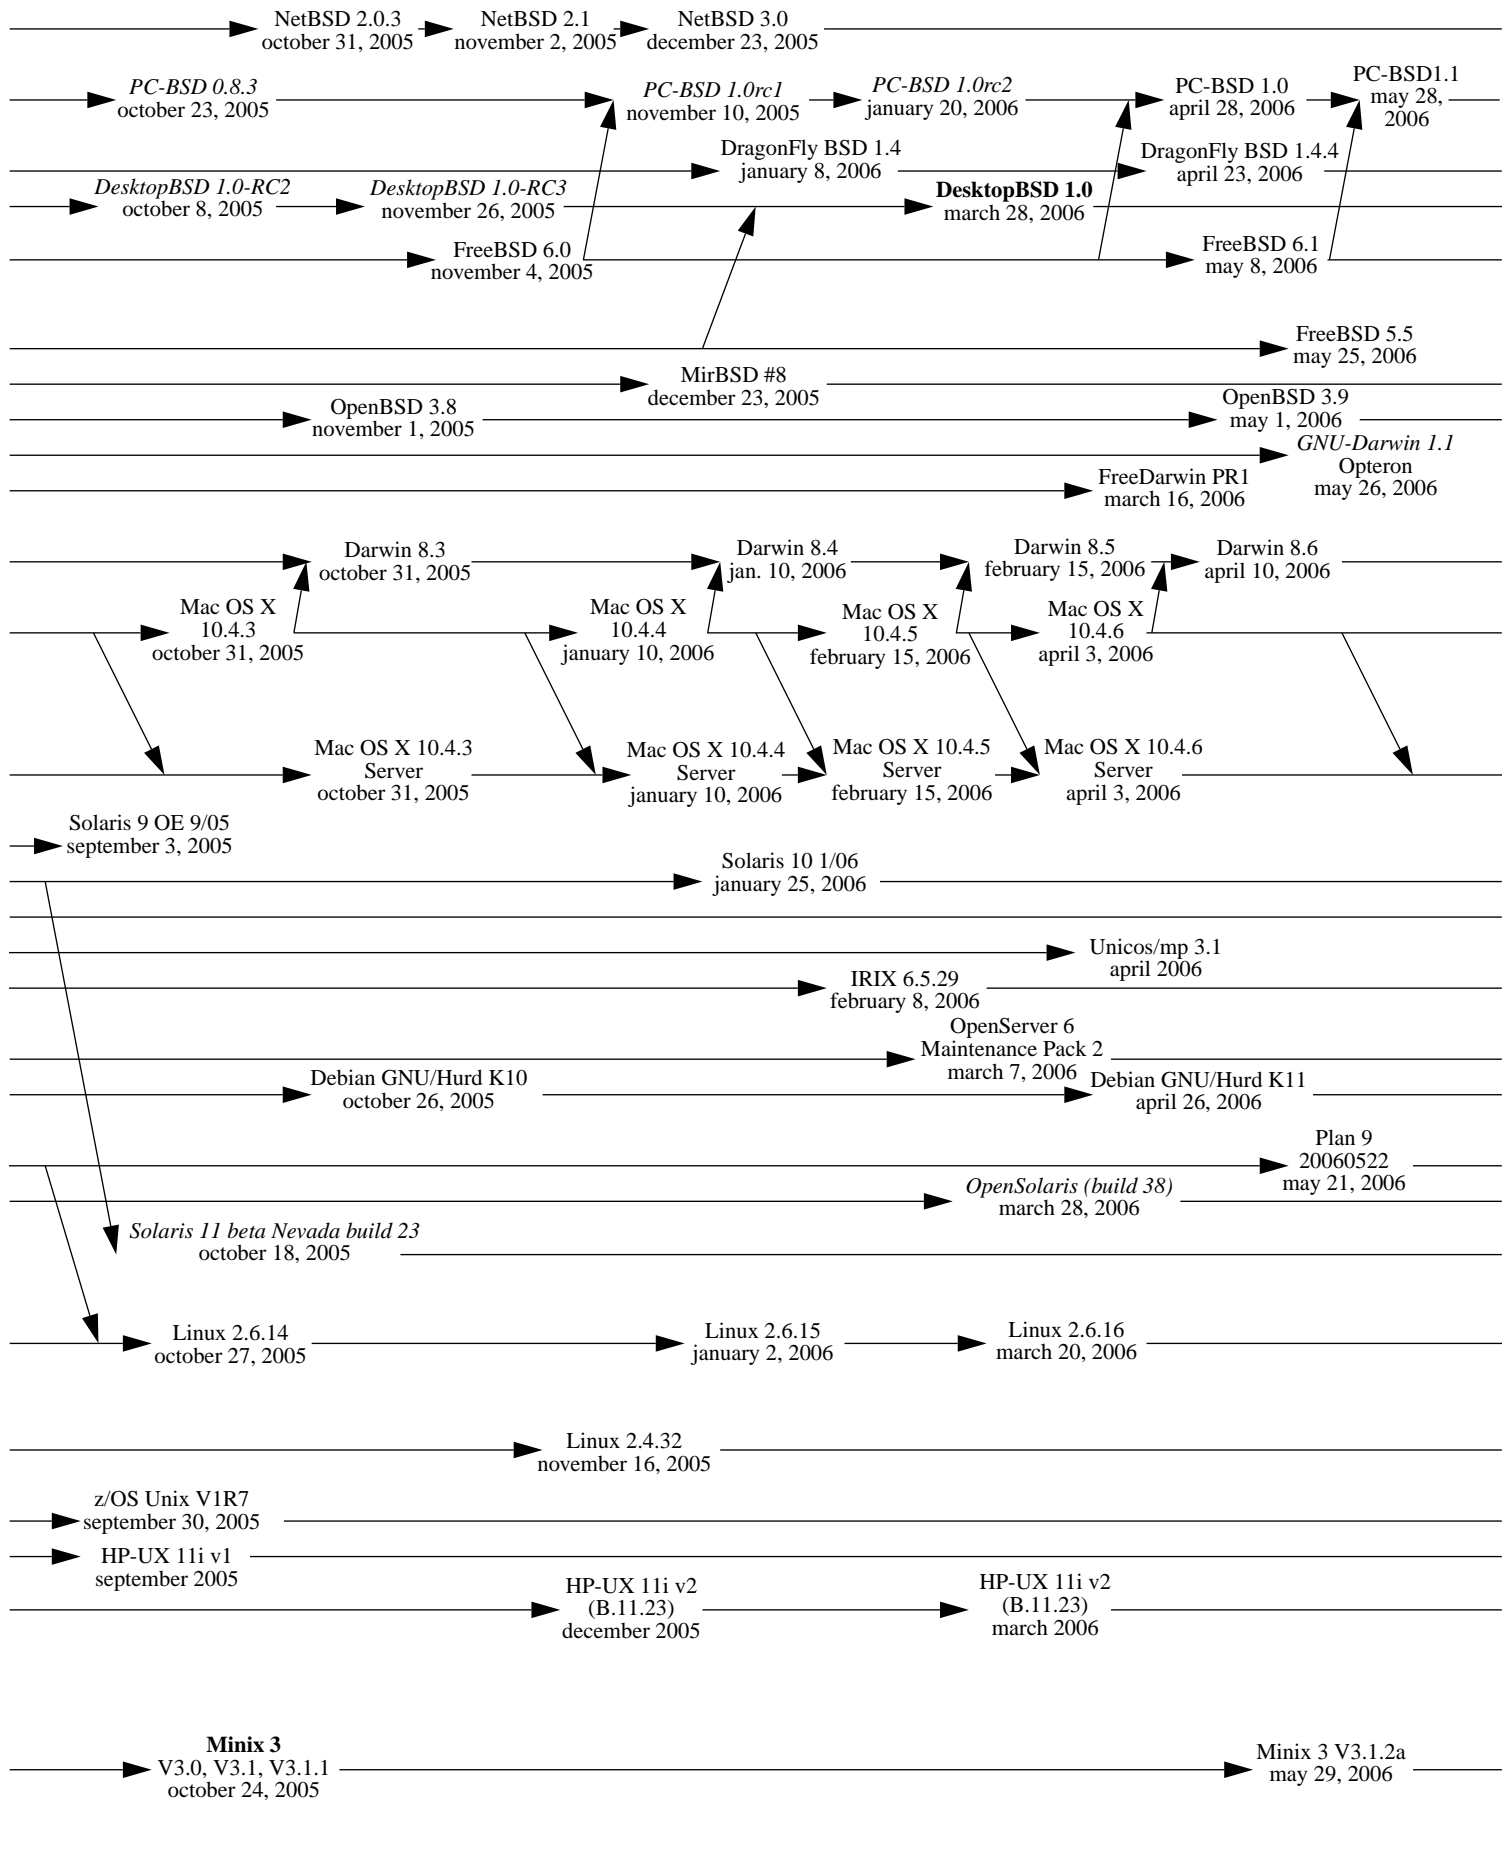 NetBSD 2.0.3
october 31, 2005
NetBSD 2.1
november 2, 2005
NetBSD 3.0
december 23, 2005
PC-BSD 0.8.3
october 23, 2005
PC-BSD 1.0rc1
november 10, 2005
PC-BSD 1.0rc2
january 20, 2006
PC-BSD 1.0
april 28, 2006
PC-BSD1.1
may 28,
2006
DragonFly BSD 1.4
january 8, 2006
DragonFly BSD 1.4.4
april 23, 2006
DesktopBSD 1.0-RC2
october 8, 2005
DesktopBSD 1.0-RC3
november 26, 2005
DesktopBSD 1.0
march 28, 2006
FreeBSD 6.0
november 4, 2005
FreeBSD 6.1
may 8, 2006
FreeBSD 5.5
may 25, 2006
MirBSD #8
december 23, 2005
OpenBSD 3.8
november 1, 2005
OpenBSD 3.9
may 1, 2006
GNU-Darwin 1.1
Opteron
may 26, 2006
FreeDarwin PR1
march 16, 2006
Darwin 8.3
october 31, 2005
Darwin 8.4
jan. 10, 2006
Darwin 8.5
february 15, 2006
Darwin 8.6
april 10, 2006
Mac OS X
10.4.3
october 31, 2005
Mac OS X
10.4.4
january 10, 2006
Mac OS X
10.4.5
february 15, 2006
Mac OS X
10.4.6
april 3, 2006
Mac OS X 10.4.3
Server
october 31, 2005
Mac OS X 10.4.4
Server
january 10, 2006
Mac OS X 10.4.5
Server
february 15, 2006
Mac OS X 10.4.6
Server
april 3, 2006
Solaris 9 OE 9/05
september 3, 2005
Solaris 10 1/06
january 25, 2006
Unicos/mp 3.1
april 2006
IRIX 6.5.29
february 8, 2006
OpenServer 6
Maintenance Pack 2
march 7, 2006
Debian GNU/Hurd K10
october 26, 2005
Debian GNU/Hurd K11
april 26, 2006
Plan 9
20060522
may 21, 2006
OpenSolaris (build 38)
march 28, 2006
Solaris 11 beta Nevada build 23
october 18, 2005
Linux 2.6.14
october 27, 2005
Linux 2.6.15
january 2, 2006
Linux 2.6.16
march 20, 2006
Linux 2.4.32
november 16, 2005
z/OS Unix V1R7
september 30, 2005
HP-UX 11i v1
september 2005
HP-UX 11i v2
(B.11.23)
december 2005
HP-UX 11i v2
(B.11.23)
march 2006
Minix 3
V3.0, V3.1, V3.1.1
october 24, 2005
Minix 3 V3.1.2a
may 29, 2006